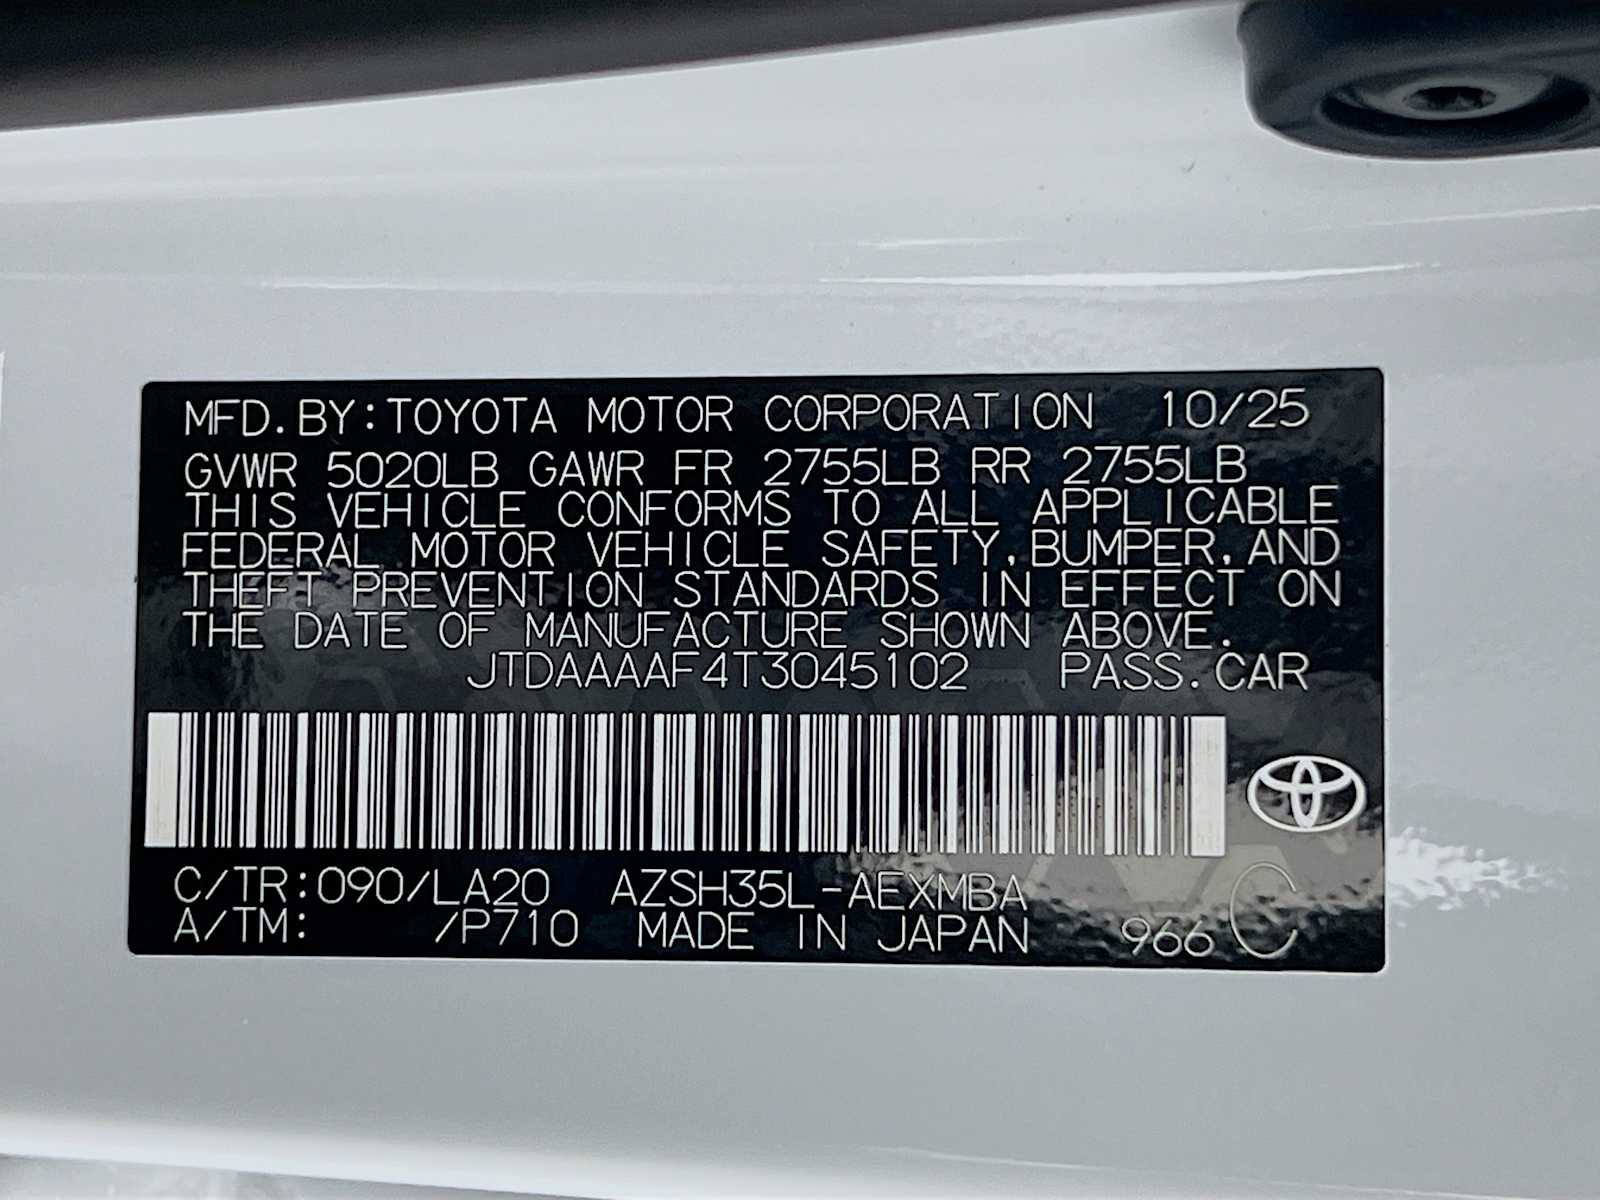 MFD. BY: TOYOTA MOTOR CORPORATION 10/25
GVWR 5020LB GAWR FR 2755LB RR 2755LB
THIS VEHICLE CONFORMS TO ALL APPLICABLE
FEDERAL MOTOR VEHICLE SAFETY, BUMPER, AND
THEFT PREVENTION STANDARDS IN EFFECT ON
THE DATE OF MANUFACTURE SHOWN ABOVE.
JTDAAAAF4T3045102 PASS. CAR
C/TR: 090/LA20 AZSH35L-AEXMBA
A/TM: /P710 MADE IN JAPAN 966 C